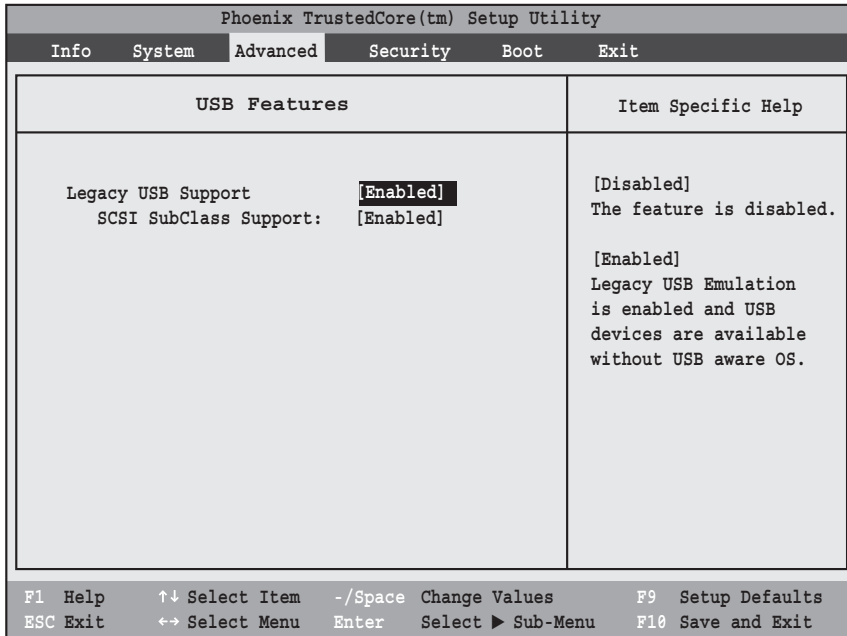 Phoenix TrustedCore(tm) Setup Utility
Info System Advanced Security Boot Exit
USB Features
Legacy USB Support [Enabled]
SCSI SubClass Support: [Enabled]
Item Specific Help
[Disabled]
The feature is disabled.
[Enabled]
Legacy USB Emulation
is enabled and USB
devices are available
without USB aware OS.
F1 Help ↑↓ Select Item -/Space Change Values F9 Setup Defaults
ESC Exit ←→ Select Menu Enter Select ▶ Sub-Menu F10 Save and Exit